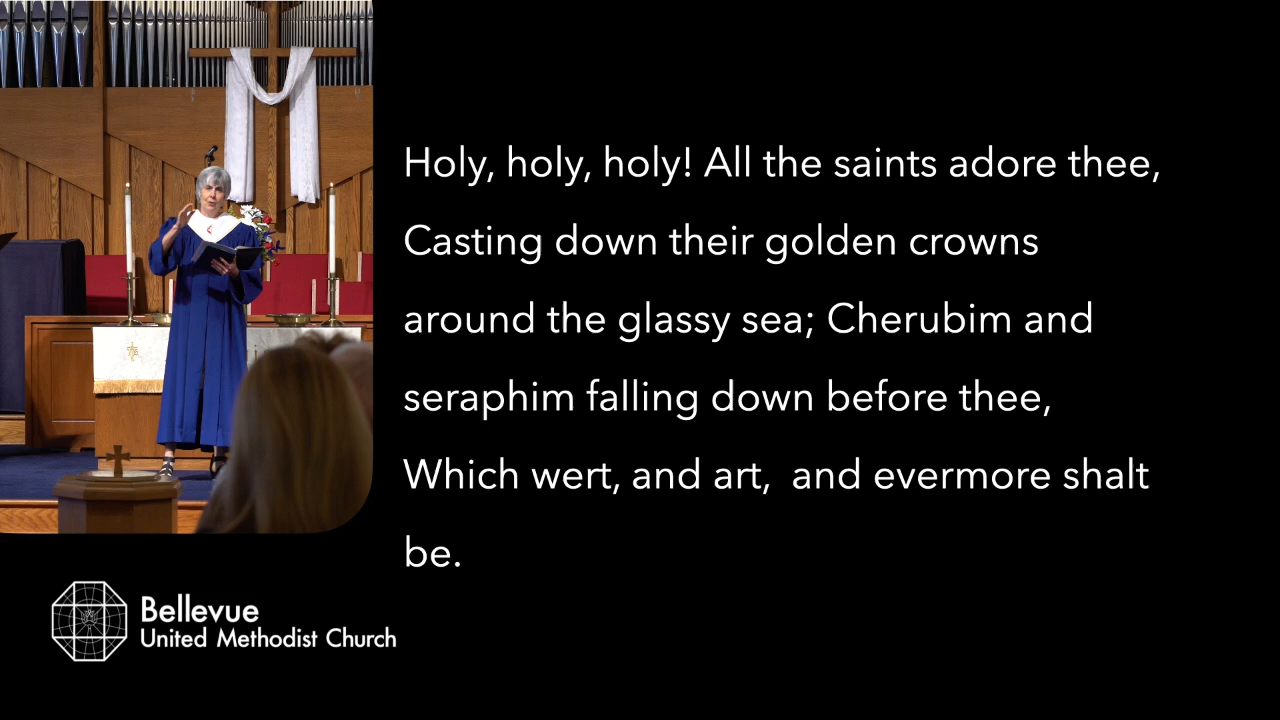 Holy, holy, holy! All the saints adore thee,
Casting down their golden crowns
around the glassy sea; Cherubim and
seraphim falling down before thee,
Which wert, and art,  and evermore shalt
be.
Bellevue
United Methodist Church